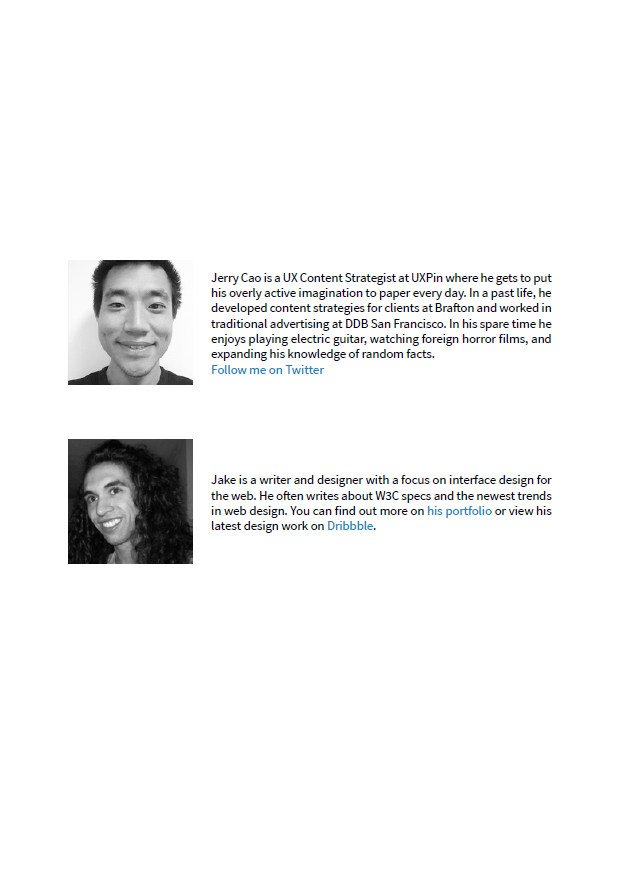 Jerry Cao is a UX Content Strategist at UXPin where he gets to put
his overly active imagination to paper every day. In a past life, he
developed content strategies for clients at Brafton and worked in
traditional advertising at DDB San Francisco. In his spare time he
enjoys playing electric guitar, watching foreign horror films, and
expanding his knowledge of random facts.
Follow me on Twitter
Jake is a writer and designer with a focus on interface design for
the web. He often writes about W3C specs and the newest trends
in web design. You can find out more on his portfolio or view his
latest design work on Dribbble.